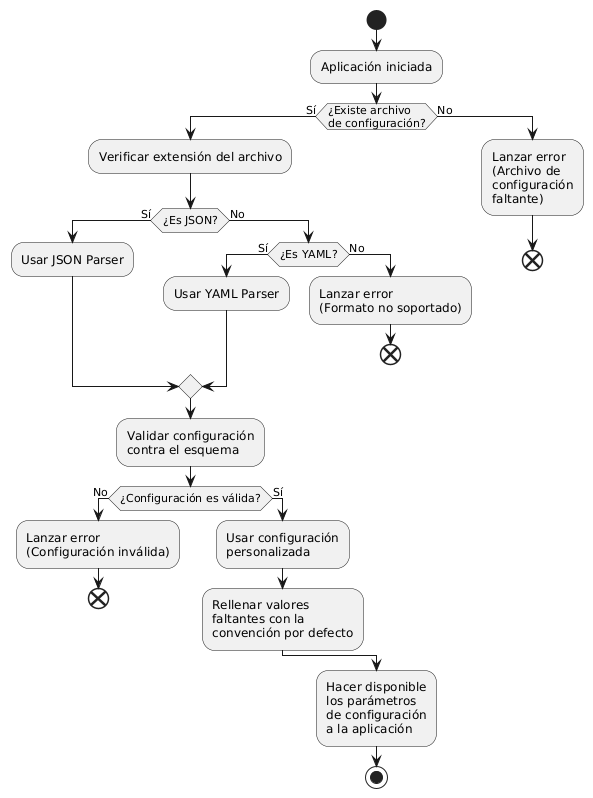 Aplicación iniciada
¿Existe archivo
de configuración?
Sí
No
Verificar extensión del archivo
Lanzar error
(Archivo de
configuración
faltante)
¿Es JSON?
Sí
No
Usar JSON Parser
¿Es YAML?
Sí
No
Usar YAML Parser
Lanzar error
(Formato no soportado)
Validar configuración
contra el esquema
¿Configuración es válida?
No
Sí
Lanzar error
(Configuración inválida)
Usar configuración
personalizada
Rellenar valores
faltantes con la
convención por defecto
Hacer disponible
los parámetros
de configuración
a la aplicación